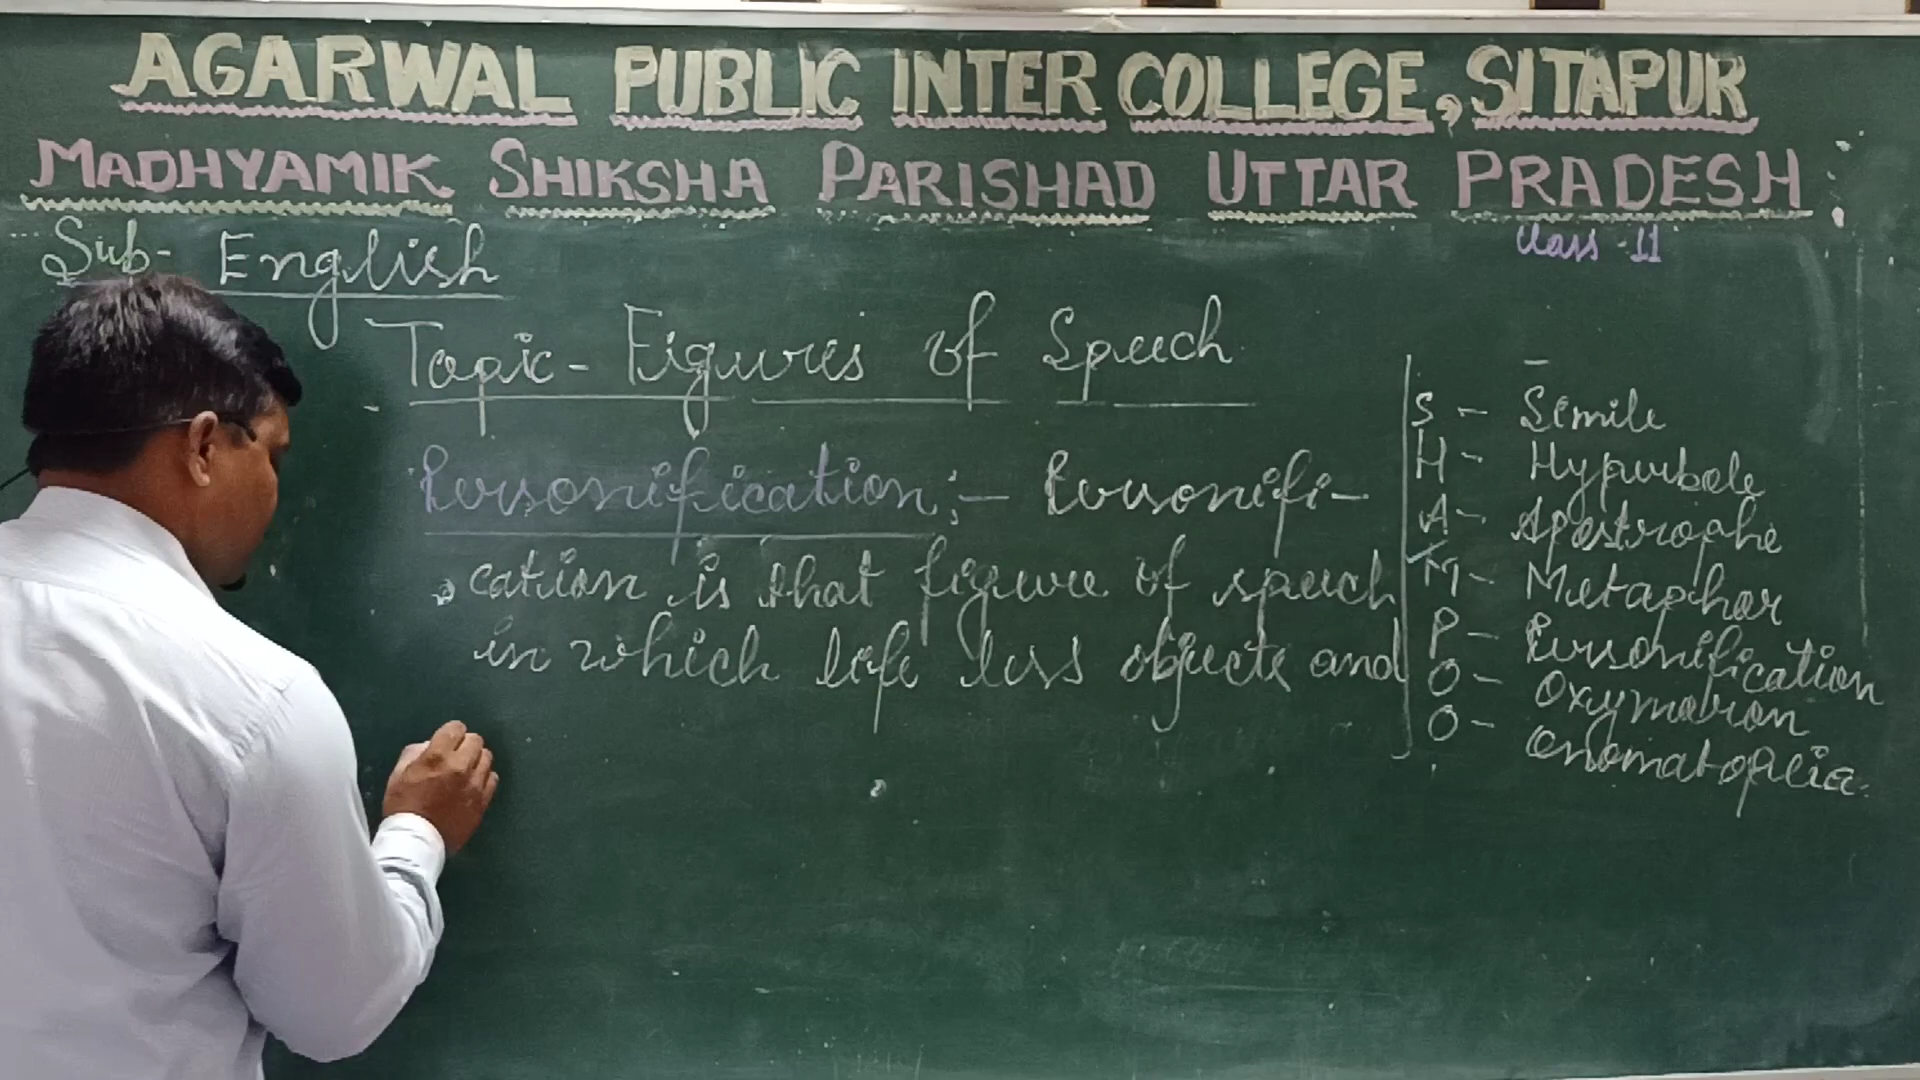 AGARWAL PUBLIC INTER COLLEGE, SITAPUR
MADHYAMIK SHIKSHA PARISHAD UTTAR PRADESH
Sub- English
Class -11
Topic- Figures of Speech
Personification :- Personifi-
cation is that figure of speech
in which life less objects and
S - Simile
H - Hyperbole
A - Apostrophe
M - Metaphor
P - Personification
O - Oxymoron
O - Onomatopoeia